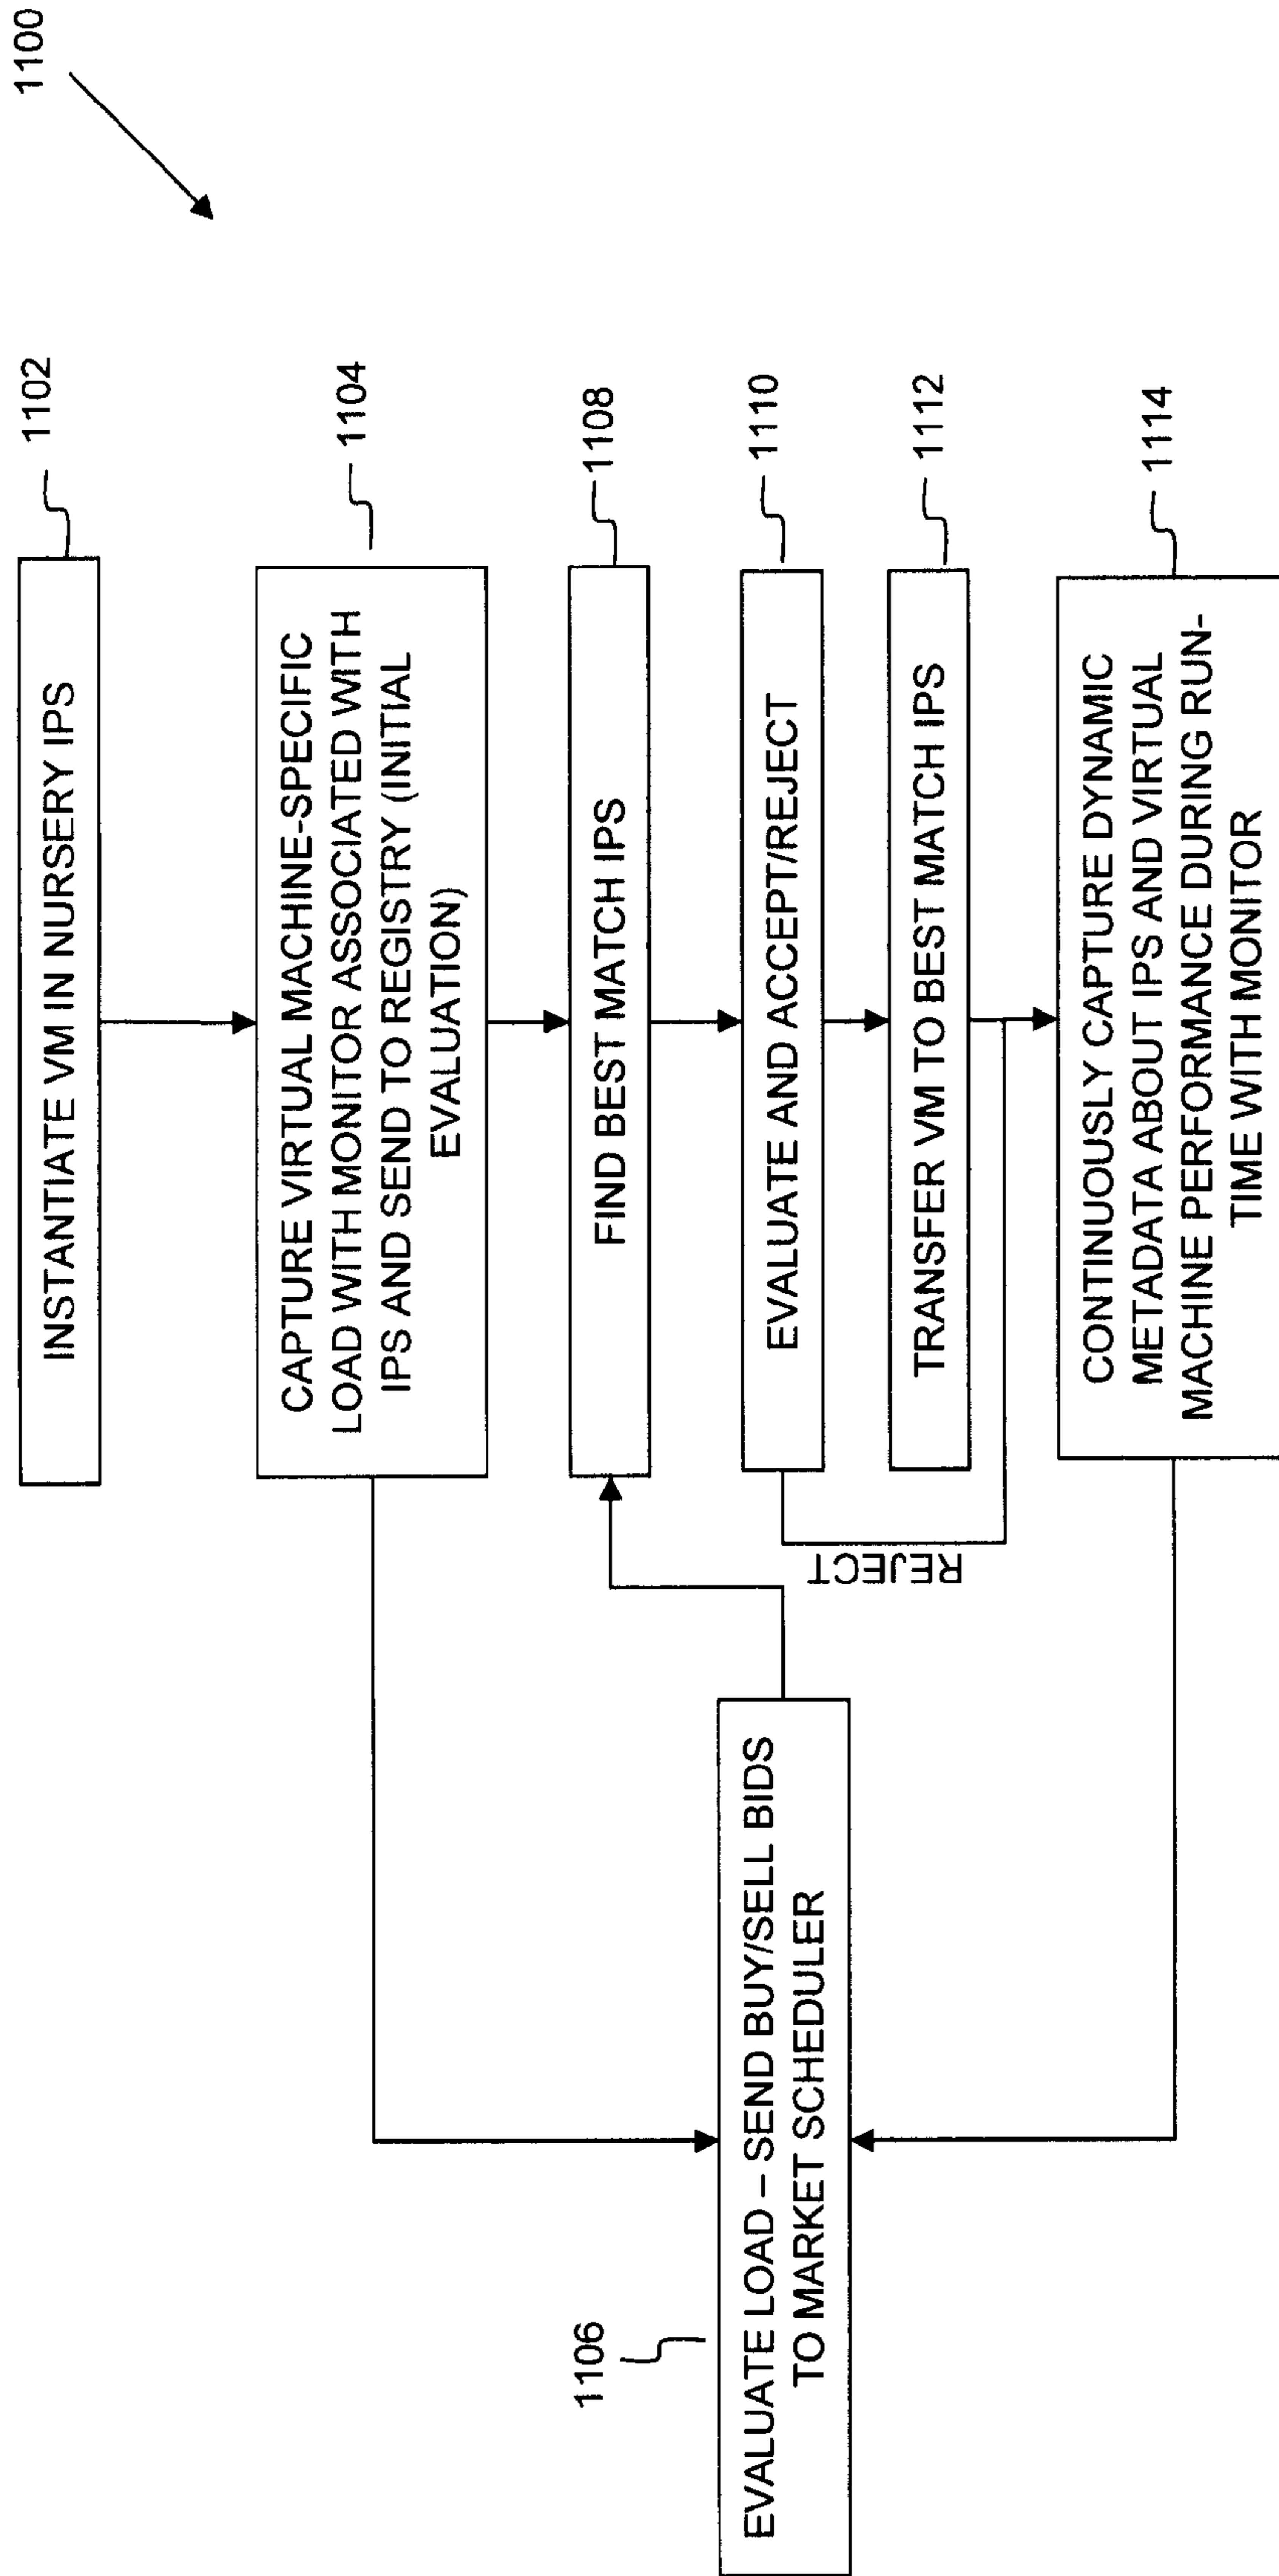 1100
INSTANTIATE VM IN NURSERY IPS
1102
CAPTURE VIRTUAL MACHINE-SPECIFIC
LOAD WITH MONITOR ASSOCIATED WITH
IPS AND SEND TO REGISTRY (INITIAL
EVALUATION)
1104
1106
EVALUATE LOAD – SEND BUY/SELL BIDS
TO MARKET SCHEDULER
FIND BEST MATCH IPS
1108
EVALUATE AND ACCEPT/REJECT
1110
REJECT
TRANSFER VM TO BEST MATCH IPS
1112
CONTINUOUSLY CAPTURE DYNAMIC
METADATA ABOUT IPS AND VIRTUAL
MACHINE PERFORMANCE DURING RUN-
TIME WITH MONITOR
1114